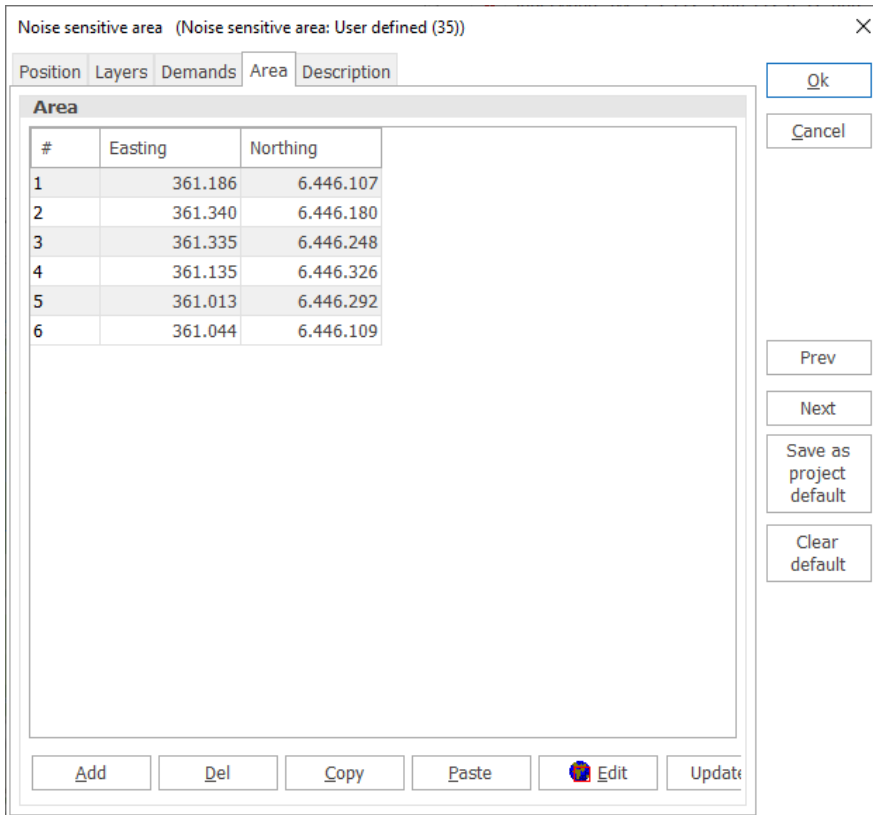 Noise sensitive area (Noise sensitive area: User defined (35))
Position Layers Demands Area Description
Ok
Cancel
Area
# Easting Northing
1 361.186 6.446.107
2 361.340 6.446.180
3 361.335 6.446.248
4 361.135 6.446.326
5 361.013 6.446.292
6 361.044 6.446.109
Prev
Next
Save as
project
default
Clear
default
Add Del Copy Paste Edit Update